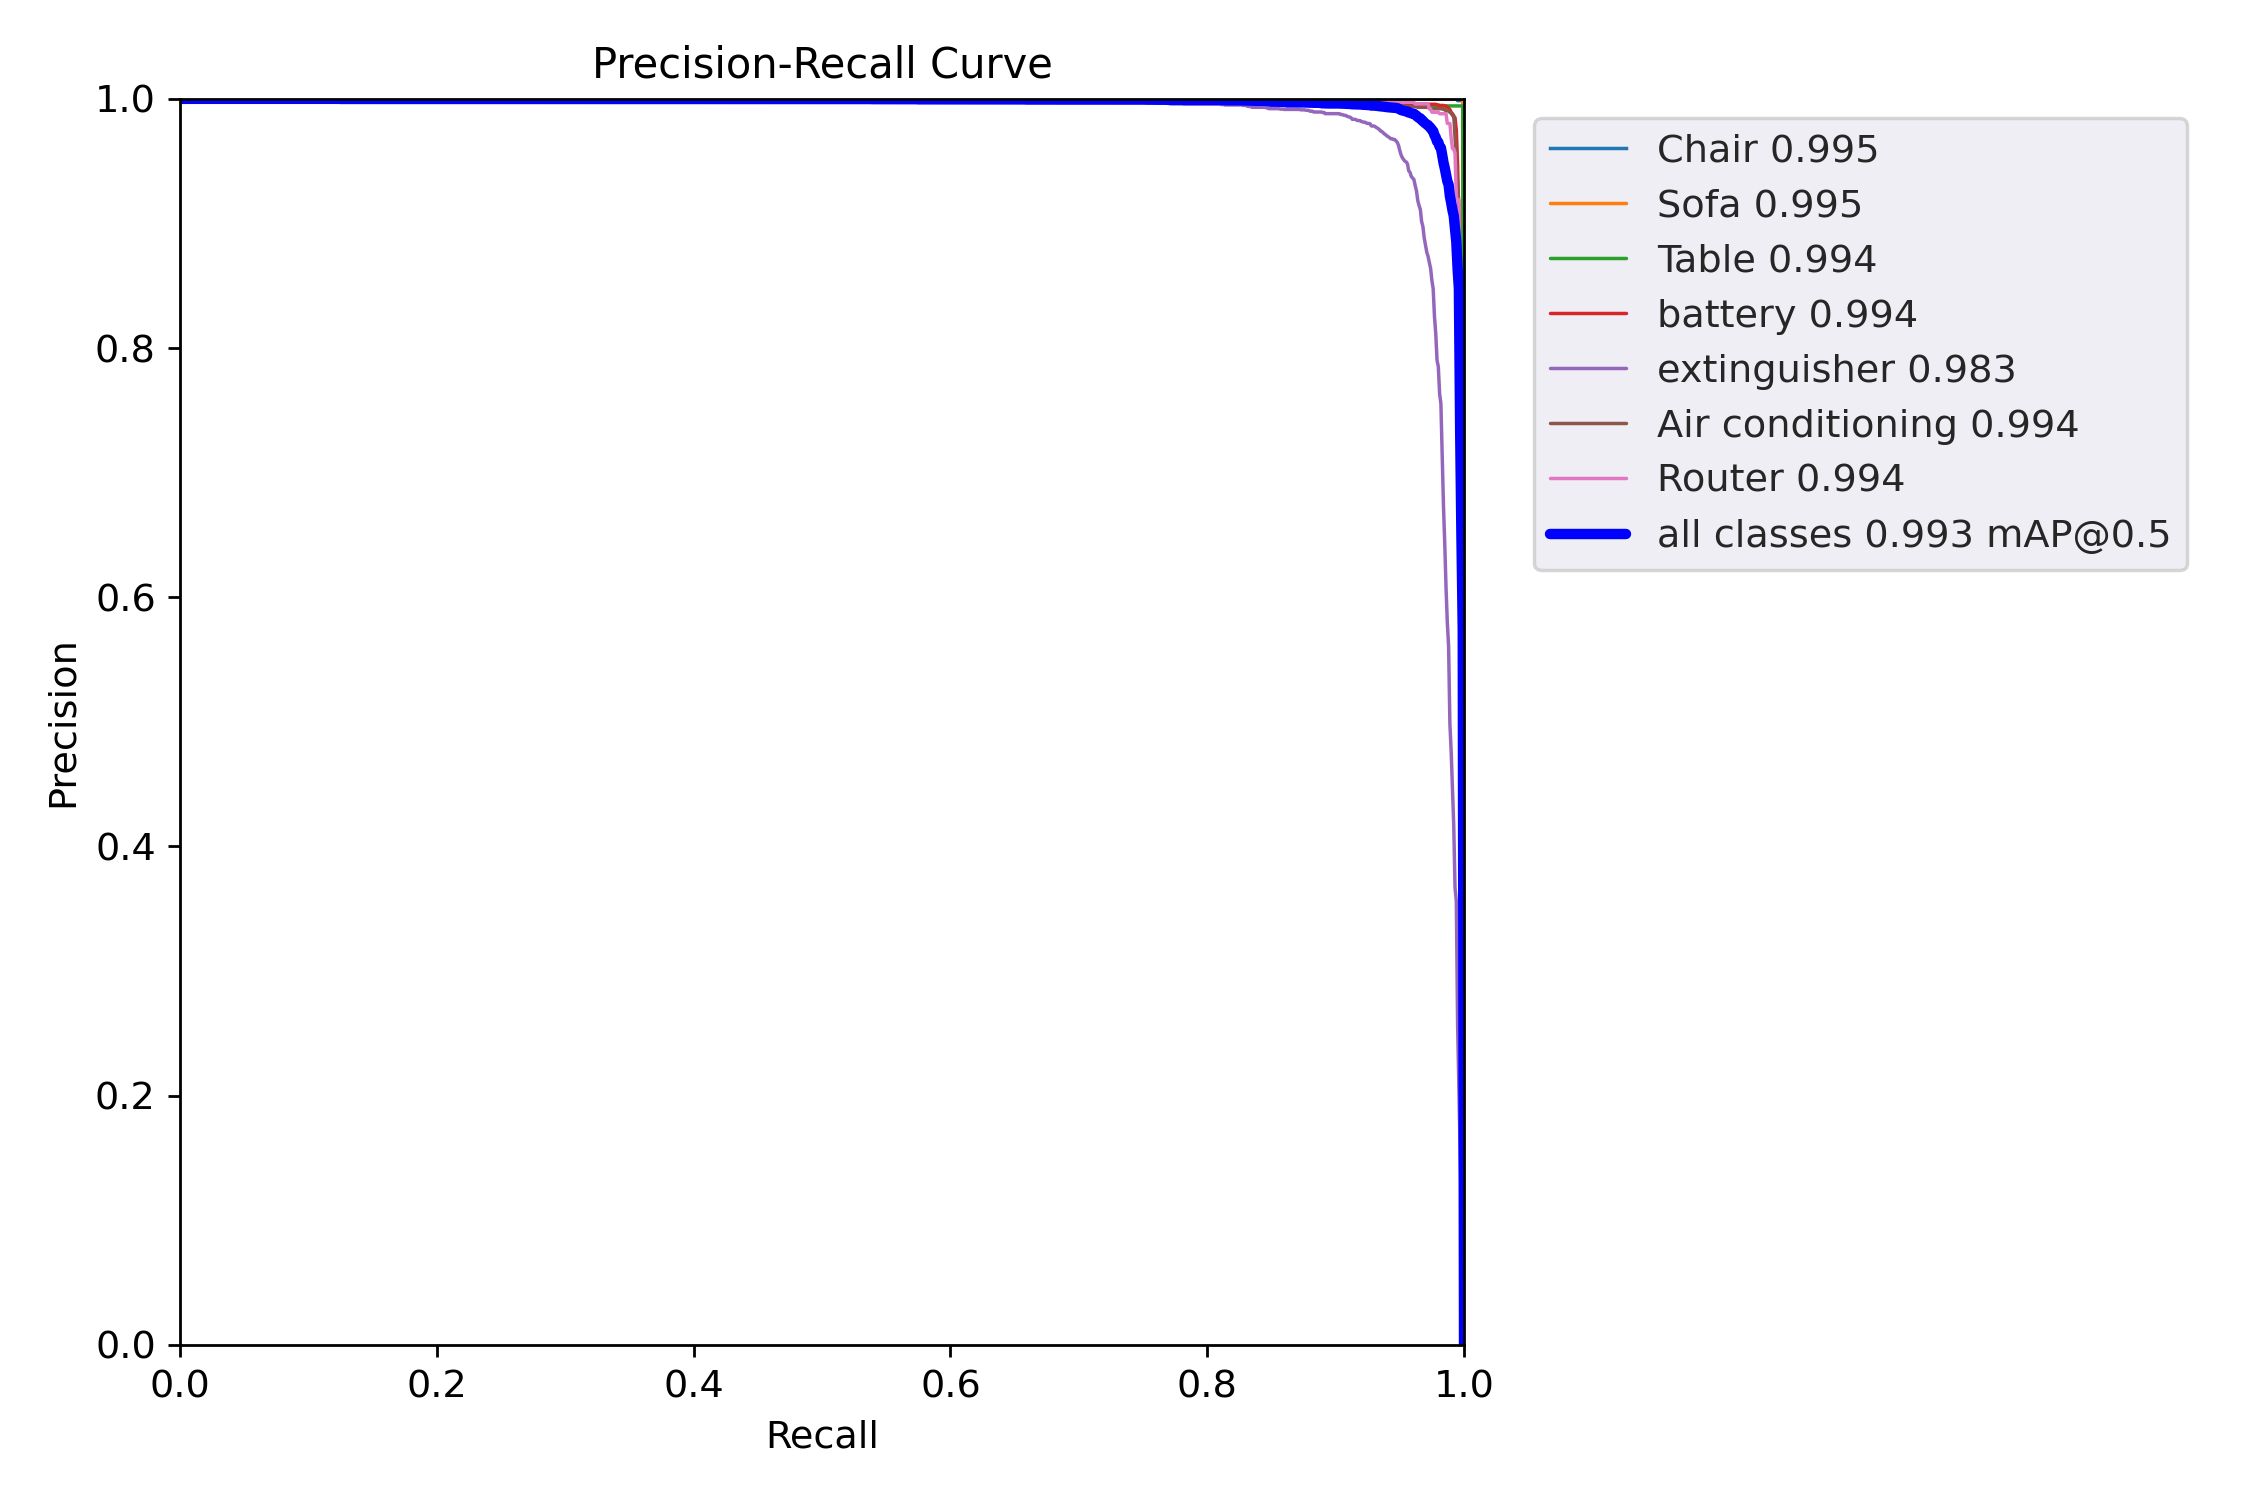 Precision-Recall Curve
1.0
0.8
0.6
0.4
0.2
0.0
Precision
0.0 0.2 0.4 0.6 0.8 1.0
Recall
Chair 0.995
Sofa 0.995
Table 0.994
battery 0.994
extinguisher 0.983
Air conditioning 0.994
Router 0.994
all classes 0.993 mAP@0.5